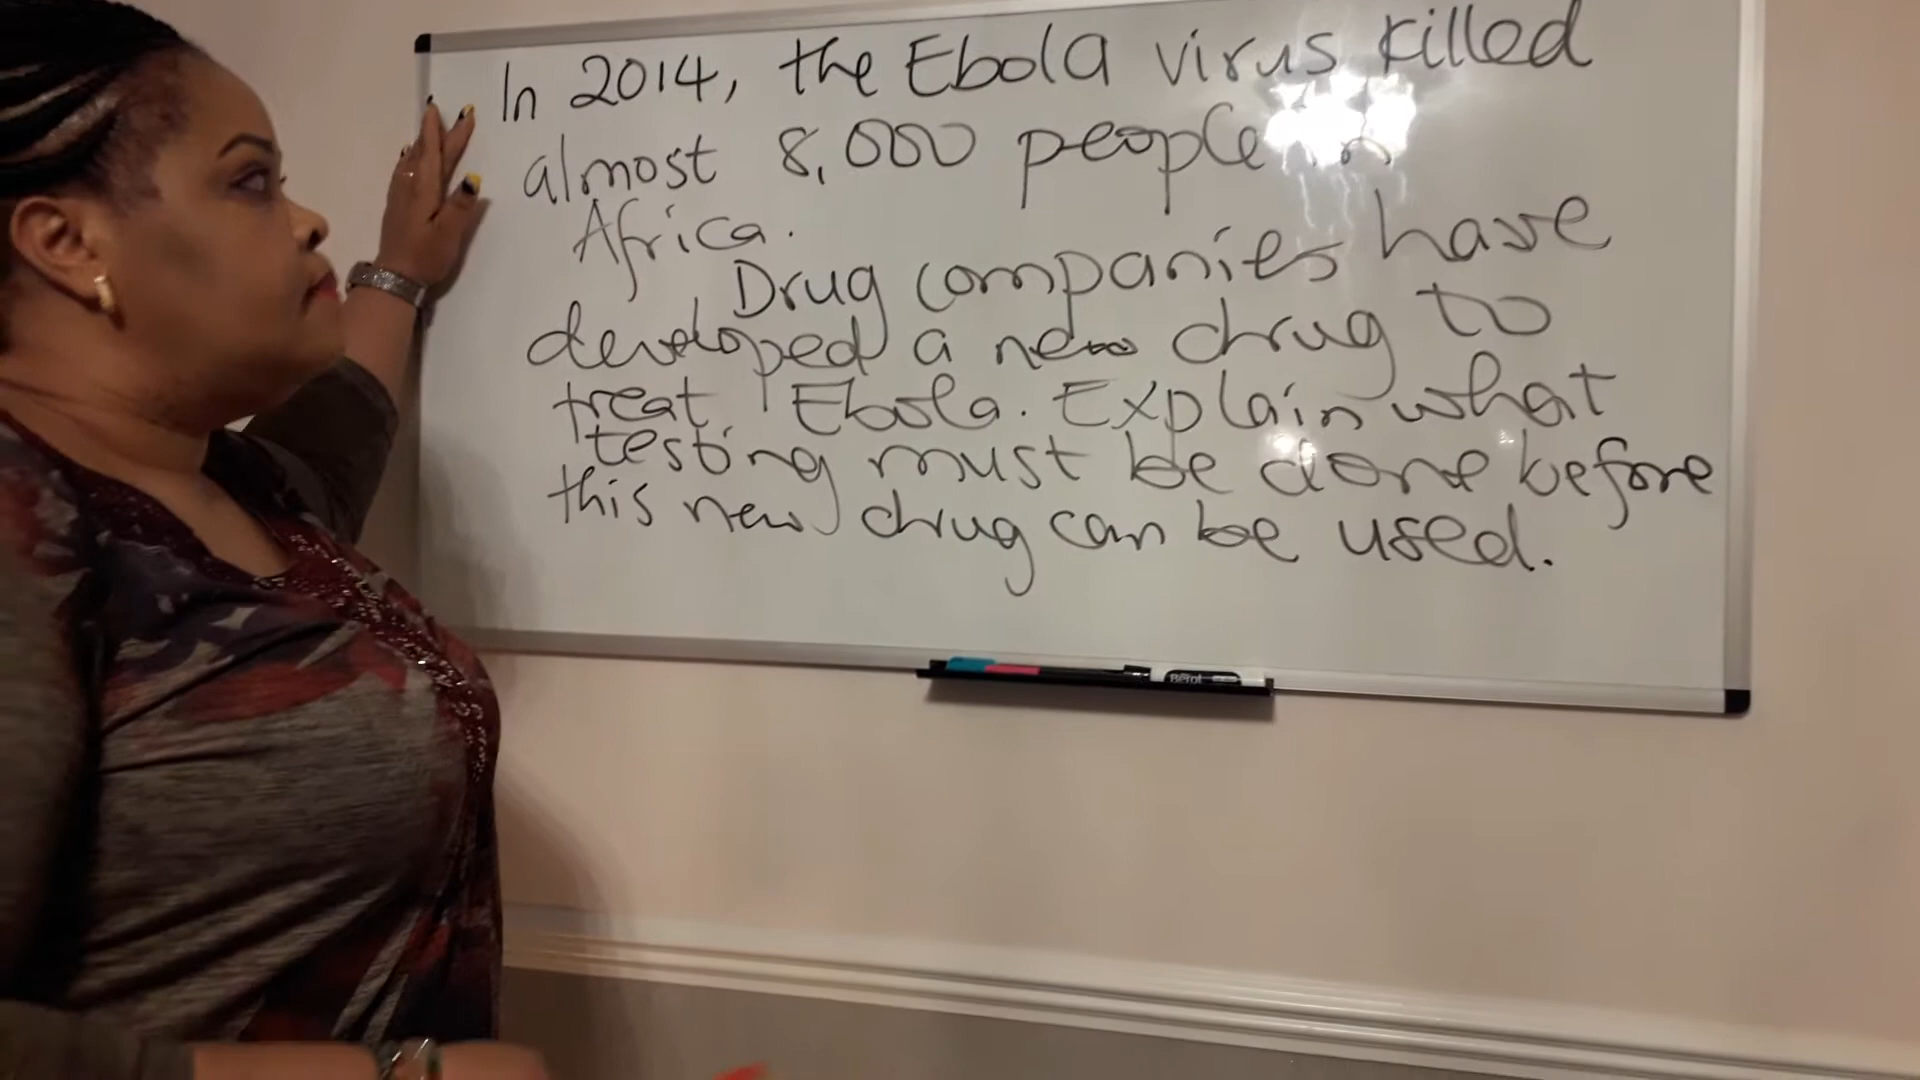 In 2014, the Ebola virus killed
almost 8,000 people in
Africa.
Drug companies have
developed a new drug to
treat Ebola. Explain what
testing must be done before
this new drug can be used.
Berol